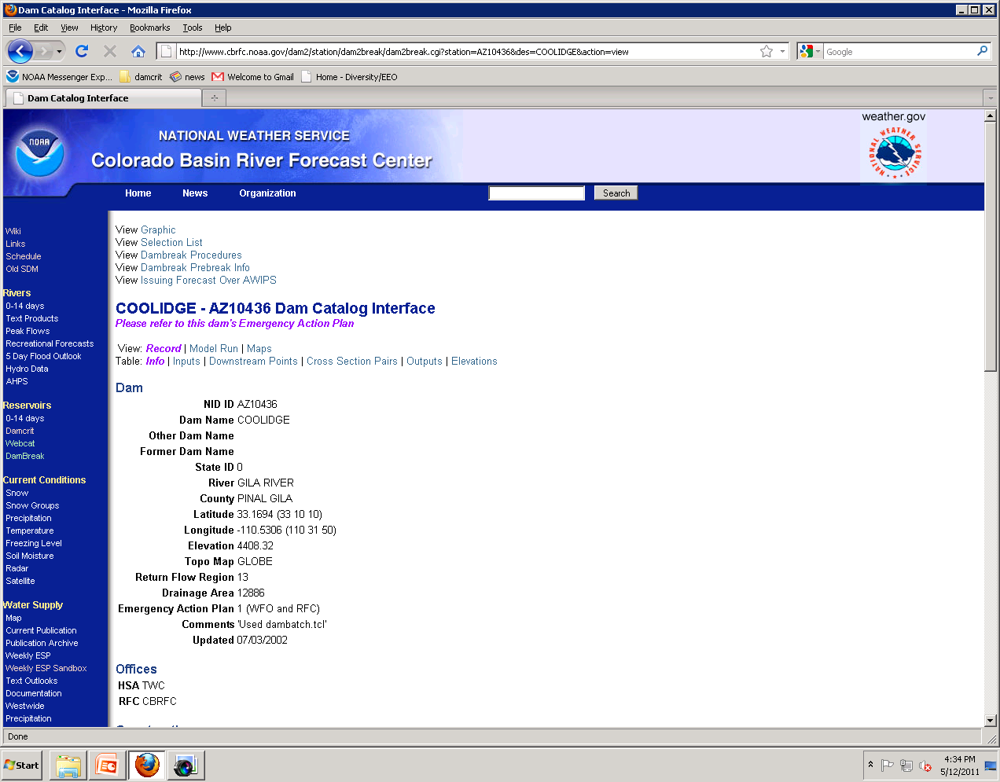 Dam Catalog Interface - Mozilla Firefox
File Edit View History Bookmarks Tools Help
http://www.cbrfc.noaa.gov/dam2/station/dam2break/dam2break.cgi?station=AZ10436&des=COOLIDGE&action=view
Google
NOAA Messenger Exp... damcrit news Welcome to Gmail Home - Diversity/EEO
Dam Catalog Interface
NOAA
NATIONAL WEATHER SERVICE
Colorado Basin River Forecast Center
weather.gov
NATIONAL WEATHER SERVICE
Home News Organization Search
Wiki
Links
Schedule
Old SDM
Rivers
0-14 days
Text Products
Peak Flows
Recreational Forecasts
5 Day Flood Outlook
Hydro Data
AHPS
Reservoirs
0-14 days
Damcrit
Webcat
DamBreak
Current Conditions
Snow
Snow Groups
Precipitation
Temperature
Freezing Level
Soil Moisture
Radar
Satellite
Water Supply
Map
Current Publication
Publication Archive
Weekly ESP
Weekly ESP Sandbox
Text Outlooks
Documentation
Westwide
Precipitation
View Graphic
View Selection List
View Dambreak Procedures
View Dambreak Prebreak Info
View Issuing Forecast Over AWIPS
COOLIDGE - AZ10436 Dam Catalog Interface
Please refer to this dam's Emergency Action Plan
View: Record | Model Run | Maps
Table: Info | Inputs | Downstream Points | Cross Section Pairs | Outputs | Elevations
Dam
NID ID AZ10436
Dam Name COOLIDGE
Other Dam Name
Former Dam Name
State ID 0
River GILA RIVER
County PINAL GILA
Latitude 33.1694 (33 10 10)
Longitude -110.5306 (110 31 50)
Elevation 4408.32
Topo Map GLOBE
Return Flow Region 13
Drainage Area 12886
Emergency Action Plan 1 (WFO and RFC)
Comments 'Used dambatch.tcl'
Updated 07/03/2002
Offices
HSA TWC
RFC CBRFC
Done
Start
4:34 PM
5/12/2011